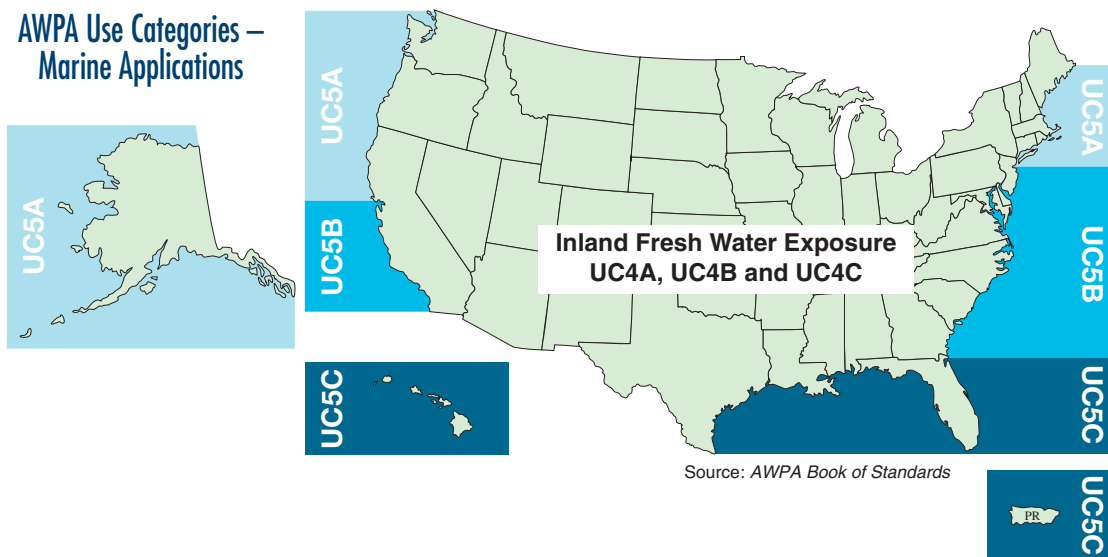 AWPA Use Categories –
Marine Applications
UC5A
UC5A
UC5A
UC5B
Inland Fresh Water Exposure
UC4A, UC4B and UC4C
UC5B
UC5C
UC5C
Source: AWPA Book of Standards
PR
UC5C